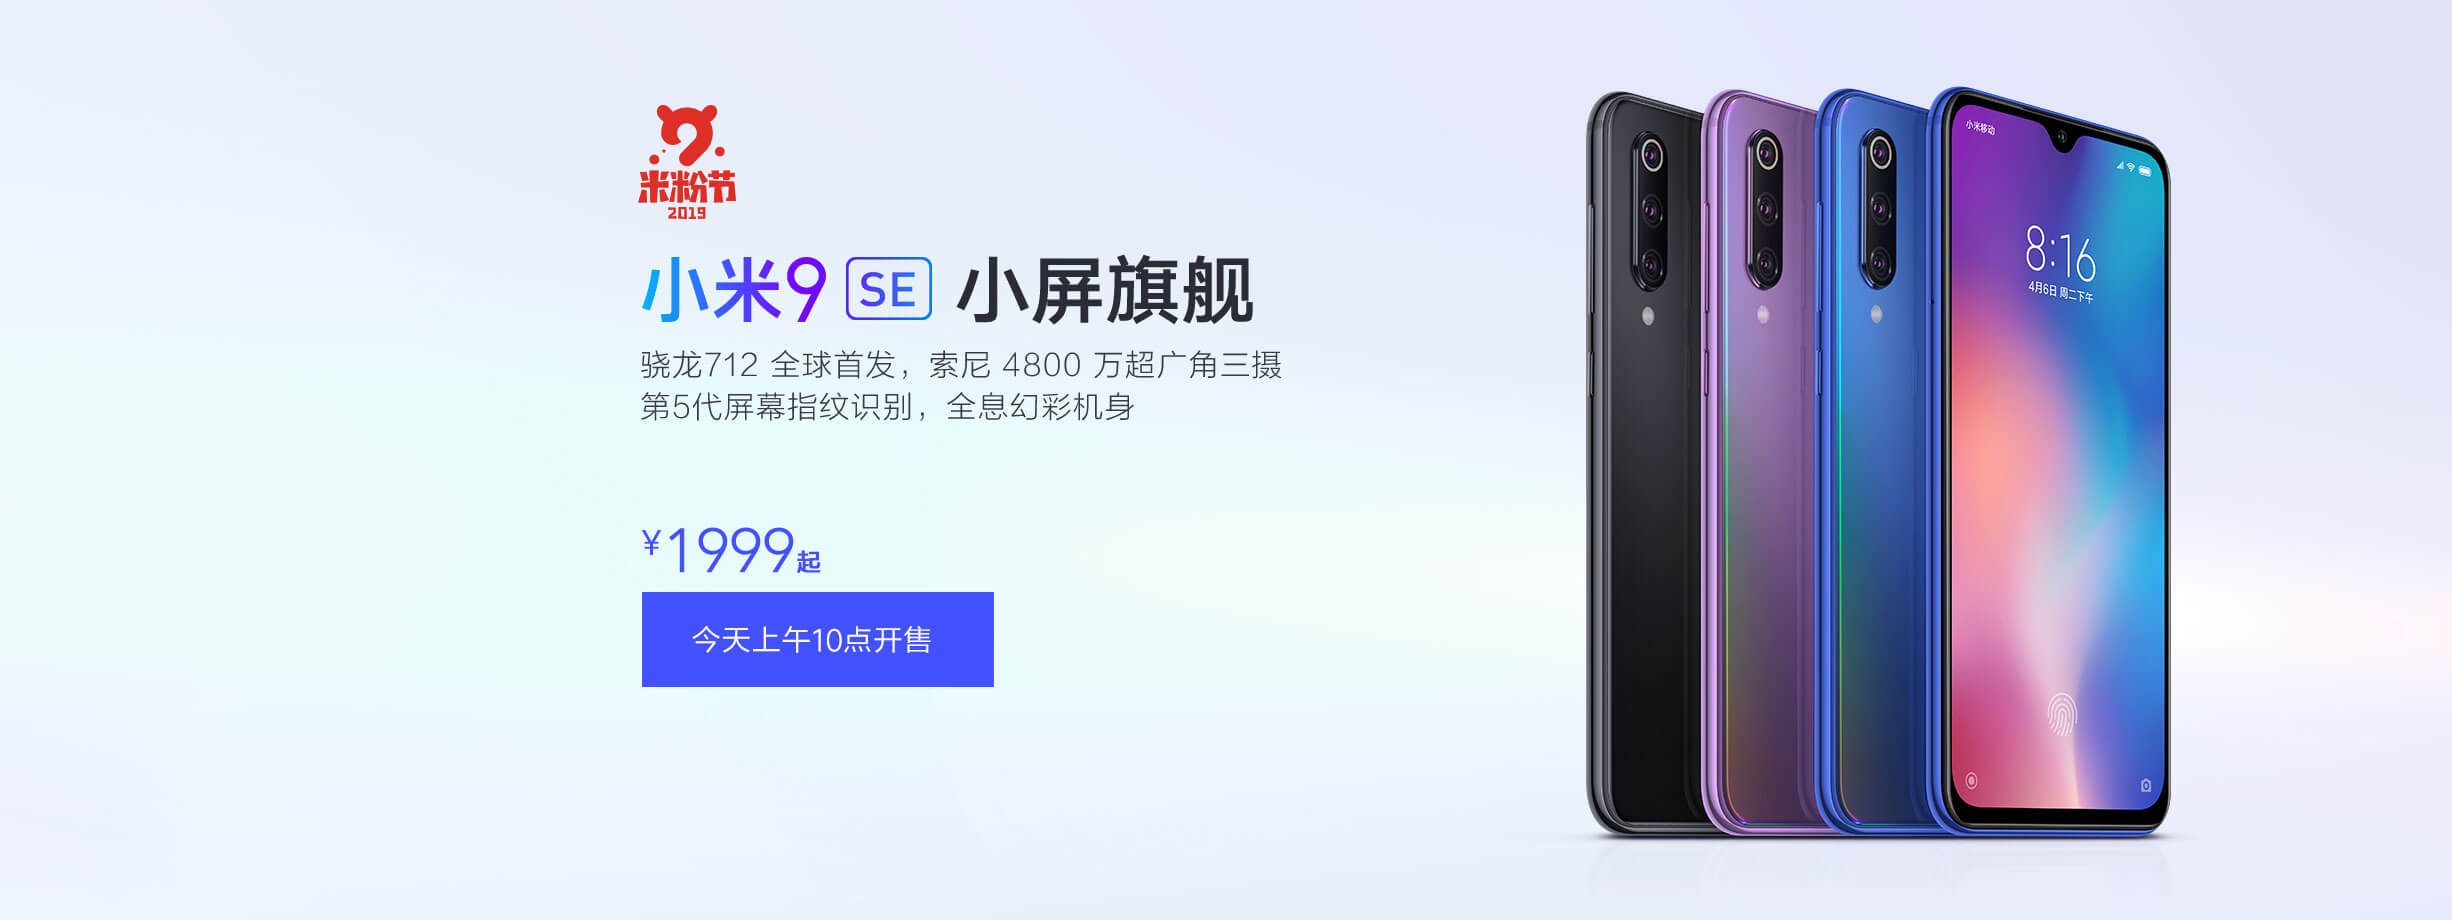 米粉节
2019
小米9 SE 小屏旗舰
骁龙712 全球首发，索尼 4800 万超广角三摄
第5代屏幕指纹识别，全息幻彩机身
¥1999起
今天上午10点开售
小米移动
8:16
4月6日 周二下午